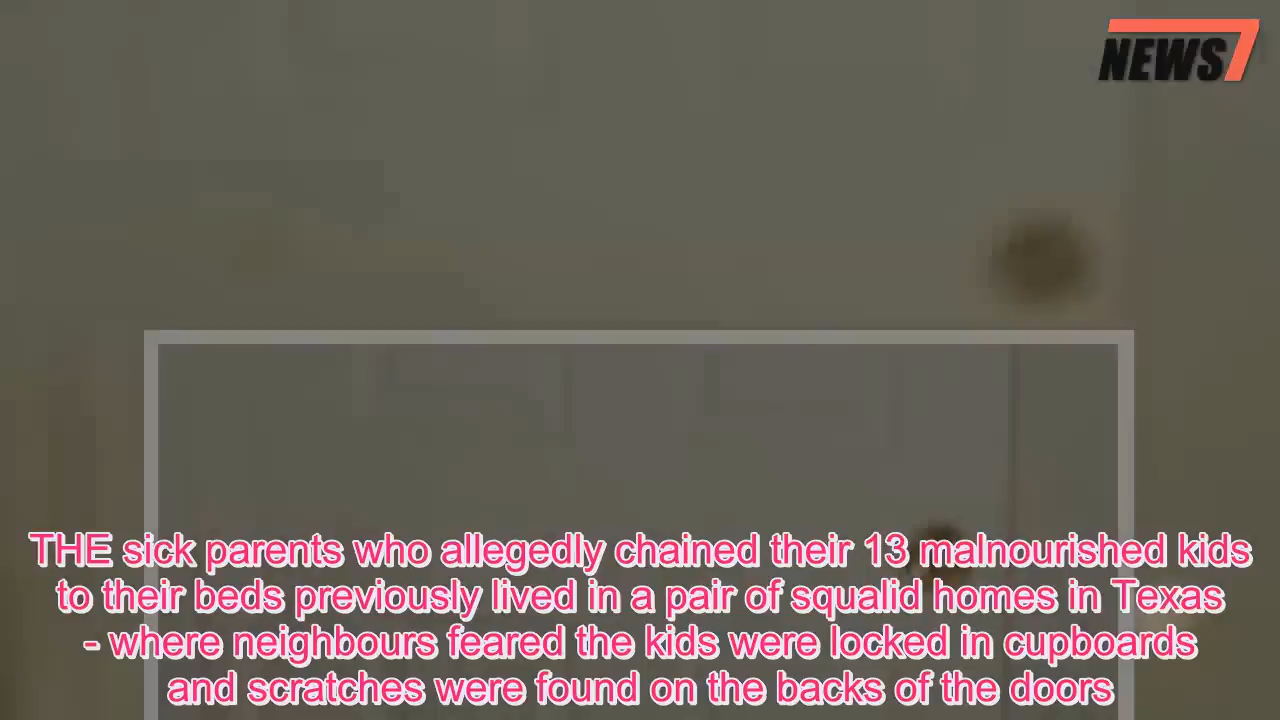 NEWS7
THE sick parents who allegedly chained their 13 malnourished kids
to their beds previously lived in a pair of squalid homes in Texas
- where neighbours feared the kids were locked in cupboards
and scratches were found on the backs of the doors